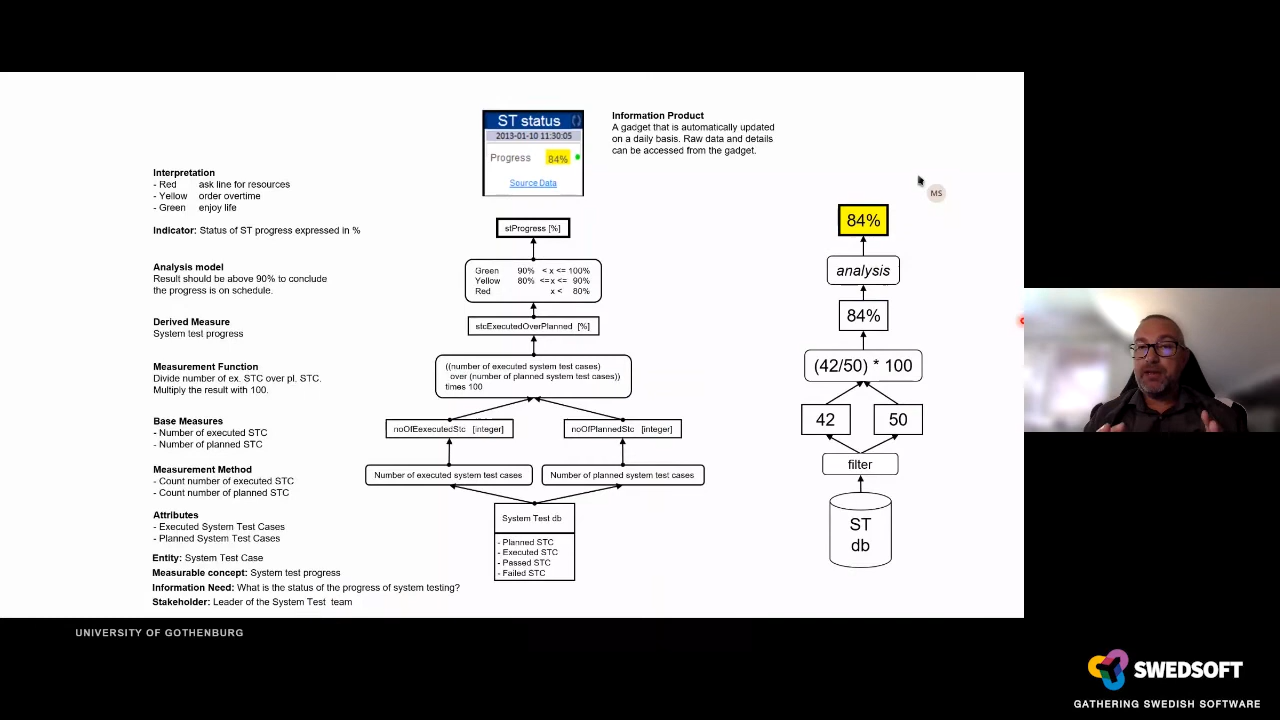 ST status
2013-01-10 11:30:05
Progress 84%
Source Data
Information Product
A gadget that is automatically updated
on a daily basis. Raw data and details
can be accessed from the gadget.
Interpretation
- Red ask line for resources
- Yellow order overtime
- Green enjoy life
Indicator: Status of ST progress expressed in %
stProgress [%]
Analysis model
Result should be above 90% to conclude
the progress is on schedule.
Green 90% < x <= 100%
Yellow 80% <=x <= 90%
Red x < 80%
Derived Measure
System test progress
stcExecutedOverPlanned [%]
Measurement Function
Divide number of ex. STC over pl. STC.
Multiply the result with 100.
((number of executed system test cases)
over (number of planned system test cases))
times 100
Base Measures
- Number of executed STC
- Number of planned STC
noOfEexecutedStc [integer]
noOfPlannedStc [integer]
Measurement Method
- Count number of executed STC
- Count number of planned STC
Number of executed system test cases
Number of planned system test cases
Attributes
- Executed System Test Cases
- Planned System Test Cases
System Test db
- Planned STC
- Executed STC
- Passed STC
- Failed STC
Entity: System Test Case
Measurable concept: System test progress
Information Need: What is the status of the progress of system testing?
Stakeholder: Leader of the System Test team
MS
84%
analysis
84%
(42/50) * 100
42
50
filter
ST
db
UNIVERSITY OF GOTHENBURG
SWEDSOFT
GATHERING SWEDISH SOFTWARE